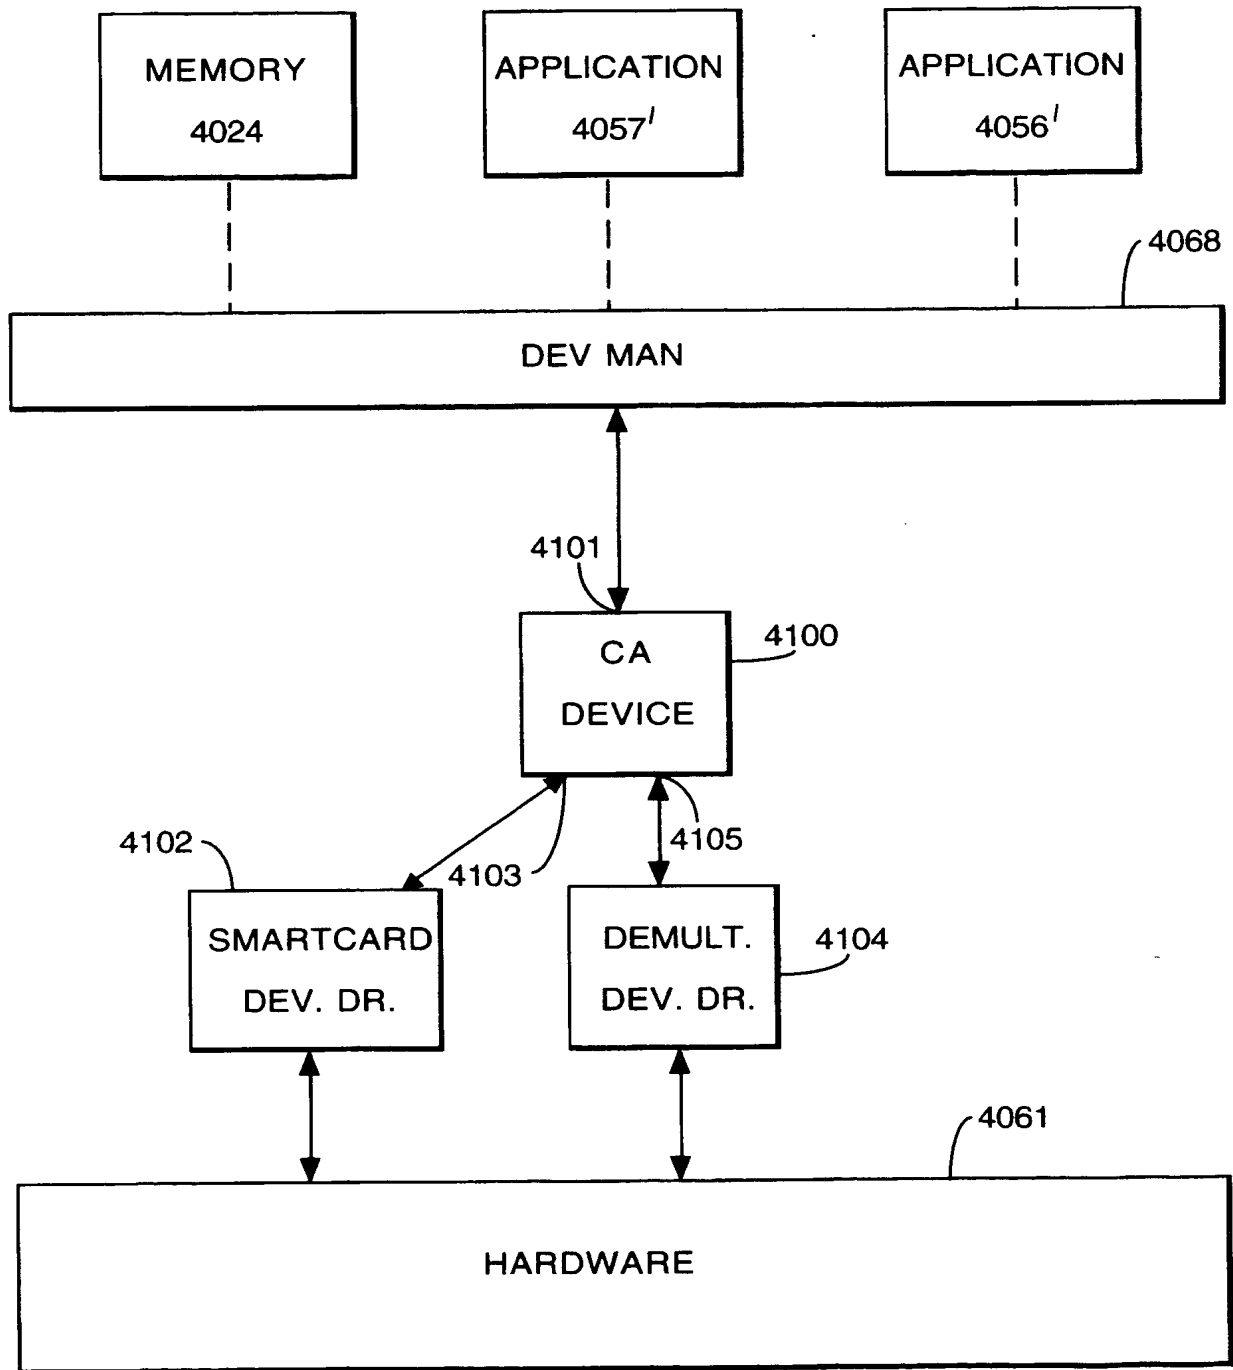 MEMORY
4024
APPLICATION
4057'
APPLICATION
4056'
4068
DEV MAN
4101
CA
DEVICE
4100
4102
4103
4105
SMARTCARD
DEV. DR.
DEMULT.
DEV. DR.
4104
4061
HARDWARE